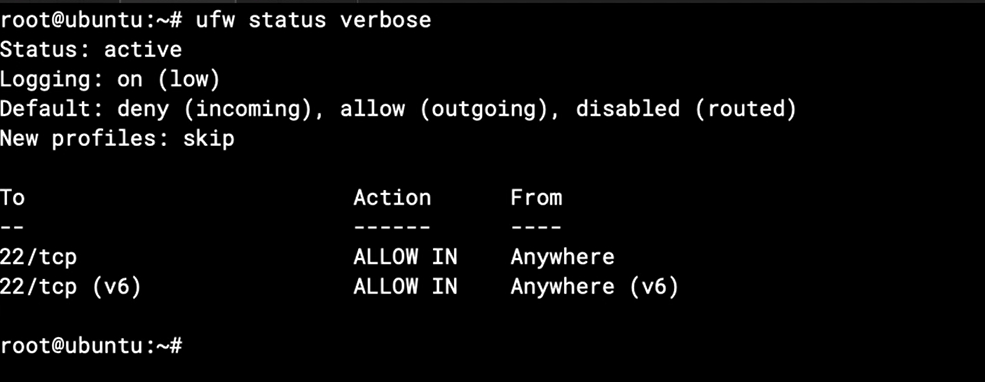 root@ubuntu:~# ufw status verbose
Status: active
Logging: on (low)
Default: deny (incoming), allow (outgoing), disabled (routed)
New profiles: skip
To                         Action      From
--                         ------      ----
22/tcp                     ALLOW IN    Anywhere
22/tcp (v6)                ALLOW IN    Anywhere (v6)
root@ubuntu:~#